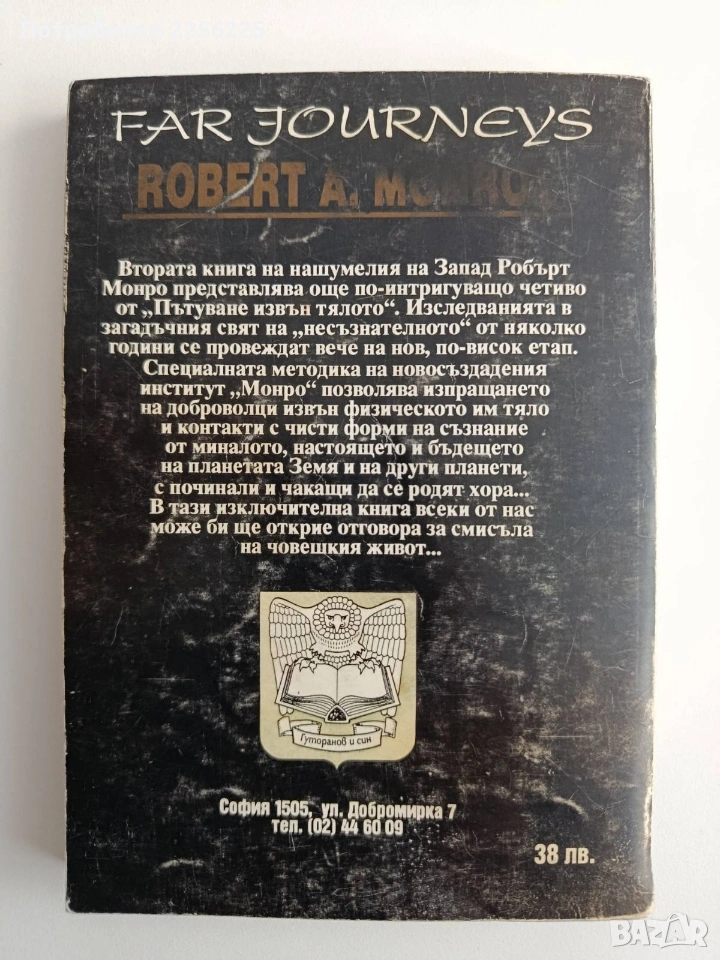 FAR JOURNEYS
ROBERT A. MONRO
Втората книга на нашумелия на Запад Робърт
Монро представлява още по-интригуващо четиво
от „Пътуване извън тялото“. Изследванията в
загадъчния свят на „несъзнателното“ от няколко
години се провеждат вече на нов, по-висок етап.
Специалната методика на новосъздадения
институт „Монро“ позволява изпращането
на доброволци извън физическото им тяло
и контакти с чисти форми на съзнание
от миналото, настоящето и бъдещето
на планетата Земя и на други планети,
с починали и чакащи да се родят хора...
В тази изключителна книга всеки от нас
може би ще открие отговора за смисъла
на човешкия живот...
Гуторанов и син
София 1505, ул. Добромирка 7
тел. (02) 44 60 09
38 лв.
BAZAR